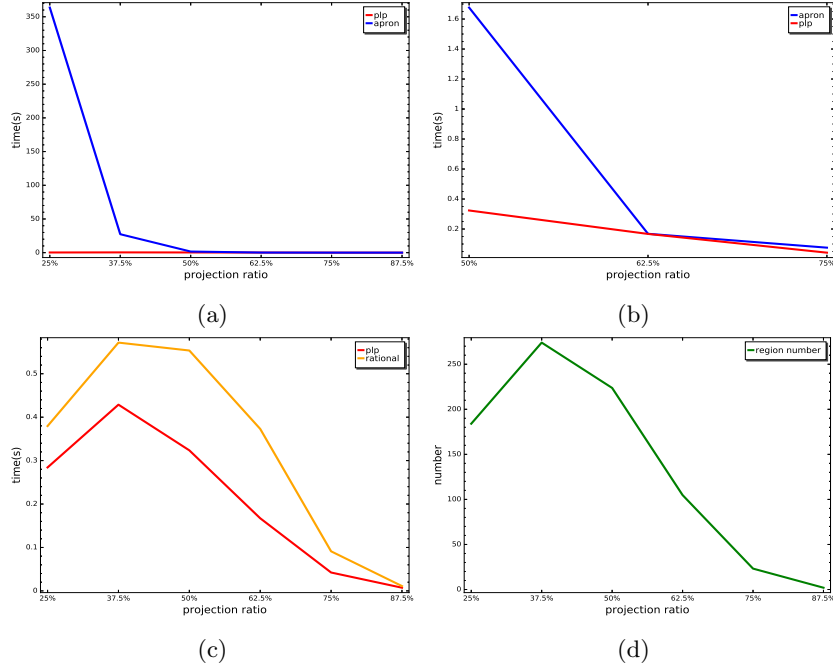 plp
apron
350
300
250
200
150
100
50
0
time(s)
25% 37.5% 50% 62.5% 75% 87.5%
projection ratio
(a)
apron
plp
1.6
1.4
1.2
1
0.8
0.6
0.4
0.2
time(s)
50% 62.5% 75%
projection ratio
(b)
plp
rational
0.5
0.4
0.3
0.2
0.1
0
time(s)
25% 37.5% 50% 62.5% 75% 87.5%
projection ratio
(c)
region number
250
200
150
100
50
0
number
25% 37.5% 50% 62.5% 75% 87.5%
projection ratio
(d)